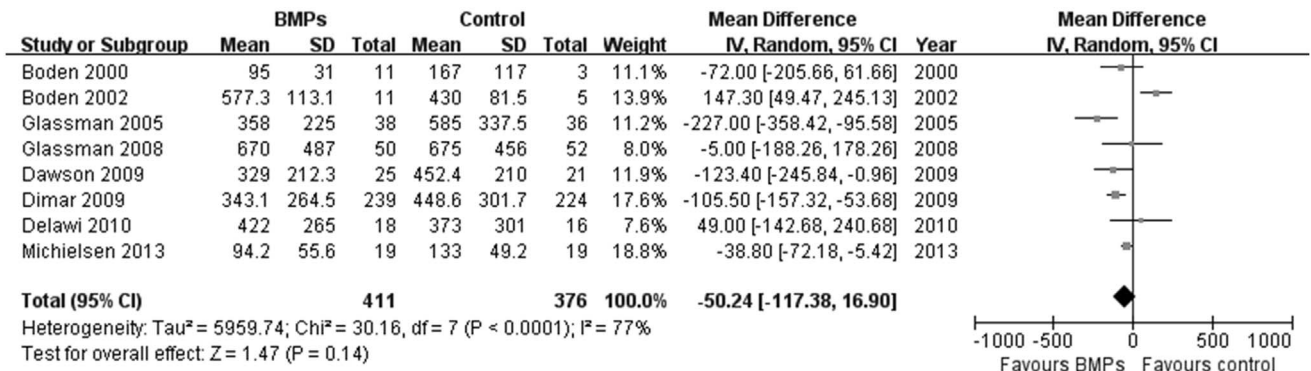 BMPs Control Mean Difference Mean Difference
Study or Subgroup Mean SD Total Mean SD Total Weight IV, Random, 95% CI Year IV, Random, 95% CI
Boden 2000 95 31 11 167 117 3 11.1% -72.00 [-205.66, 61.66] 2000
Boden 2002 577.3 113.1 11 430 81.5 5 13.9% 147.30 [49.47, 245.13] 2002
Glassman 2005 358 225 38 585 337.5 36 11.2% -227.00 [-358.42, -95.58] 2005
Glassman 2008 670 487 50 675 456 52 8.0% -5.00 [-188.26, 178.26] 2008
Dawson 2009 329 212.3 25 452.4 210 21 11.9% -123.40 [-245.84, -0.96] 2009
Dimar 2009 343.1 264.5 239 448.6 301.7 224 17.6% -105.50 [-157.32, -53.68] 2009
Delawi 2010 422 265 18 373 301 16 7.6% 49.00 [-142.68, 240.68] 2010
Michielsen 2013 94.2 55.6 19 133 49.2 19 18.8% -38.80 [-72.18, -5.42] 2013
Total (95% CI) 411 376 100.0% -50.24 [-117.38, 16.90]
Heterogeneity: Tau² = 5959.74; Chi² = 30.16, df = 7 (P < 0.0001); I² = 77%
Test for overall effect: Z = 1.47 (P = 0.14)
-1000 -500 0 500 1000
Favours BMPs Favours control